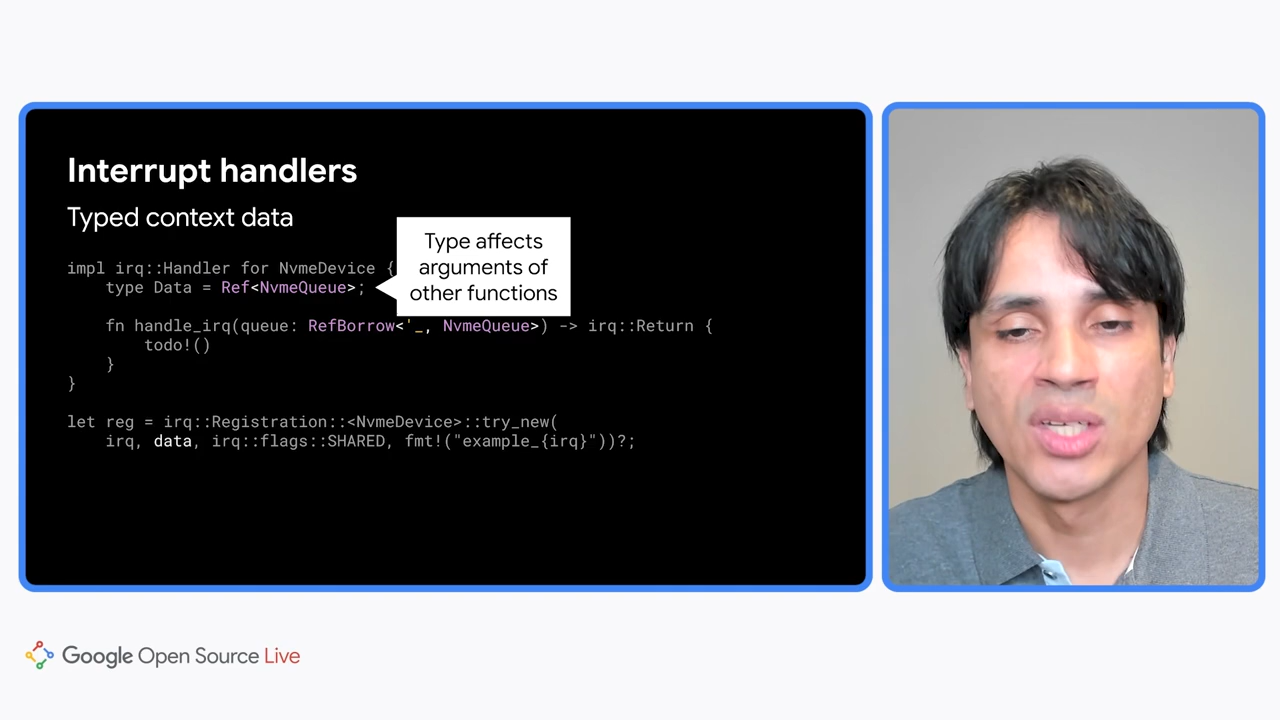 Interrupt handlers
Typed context data
impl irq::Handler for NvmeDevice {
type Data = Ref<NvmeQueue>;
Type affects
arguments of
other functions
fn handle_irq(queue: RefBorrow<'_, NvmeQueue>) -> irq::Return {
todo!()
}
}
let reg = irq::Registration::<NvmeDevice>::try_new(
irq, data, irq::flags::SHARED, fmt!("example_{irq}"))?;
Google Open Source Live